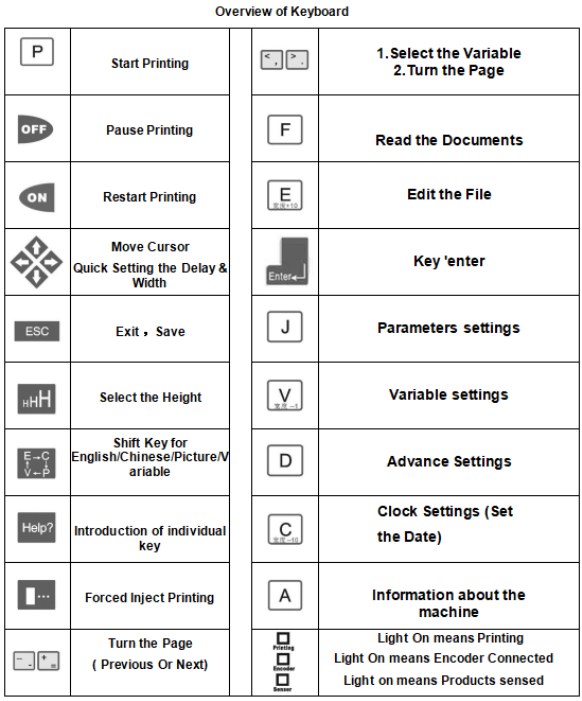 Overview of Keyboard
P
Start Printing
< , > .
1.Select the Variable
2.Turn the Page
OFF
Pause Printing
F
Read the Documents
ON
Restart Printing
E
Edit the File
Move Cursor
Quick Setting the Delay &
Width
Enter
Key 'enter
ESC
Exit，Save
J
Parameters settings
HHH
Select the Height
V
Variable settings
E→C
V←P
Shift Key for
English/Chinese/Picture/V
ariable
D
Advance Settings
Help?
Introduction of individual
key
C
Clock Settings (Set
the Date)
Forced Inject Printing
A
Information about the
machine
- _ + =
Turn the Page
( Previous Or Next)
Printing
Encoder
Sensor
Light On means Printing
Light On means Encoder Connected
Light on means Products sensed